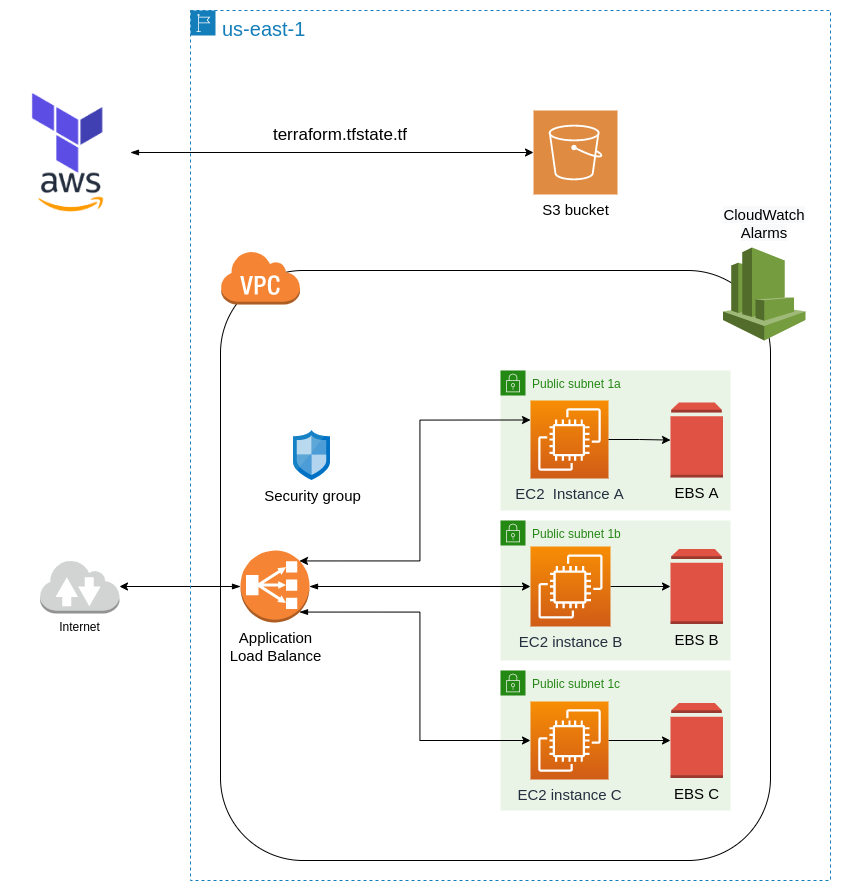 us-east-1
terraform.tfstate.tf
aws
S3 bucket
CloudWatch
Alarms
VPC
Public subnet 1a
EC2 Instance A
EBS A
Security group
Public subnet 1b
EC2 instance B
EBS B
Internet
Application
Load Balance
Public subnet 1c
EC2 instance C
EBS C